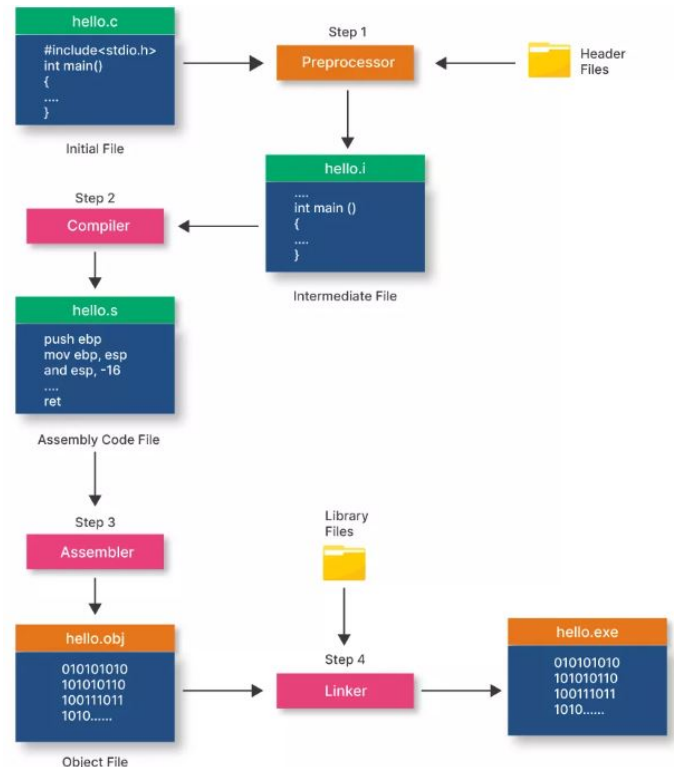 hello.c
#include<stdio.h>
int main()
{
....
}
Initial File
Step 1
Preprocessor
Header
Files
hello.i
....
int main ()
{
....
}
Intermediate File
Step 2
Compiler
hello.s
push ebp
mov ebp, esp
and esp, -16
....
ret
Assembly Code File
Step 3
Assembler
hello.obj
010101010
101010110
100111011
1010......
Object File
Library
Files
Step 4
Linker
hello.exe
010101010
101010110
100111011
1010......